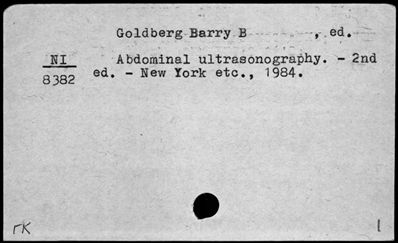 Goldberg Barry B , ed.
NI Abdominal ultrasonography. - 2nd
8382 ed. - New York etc., 1984.
rK 1